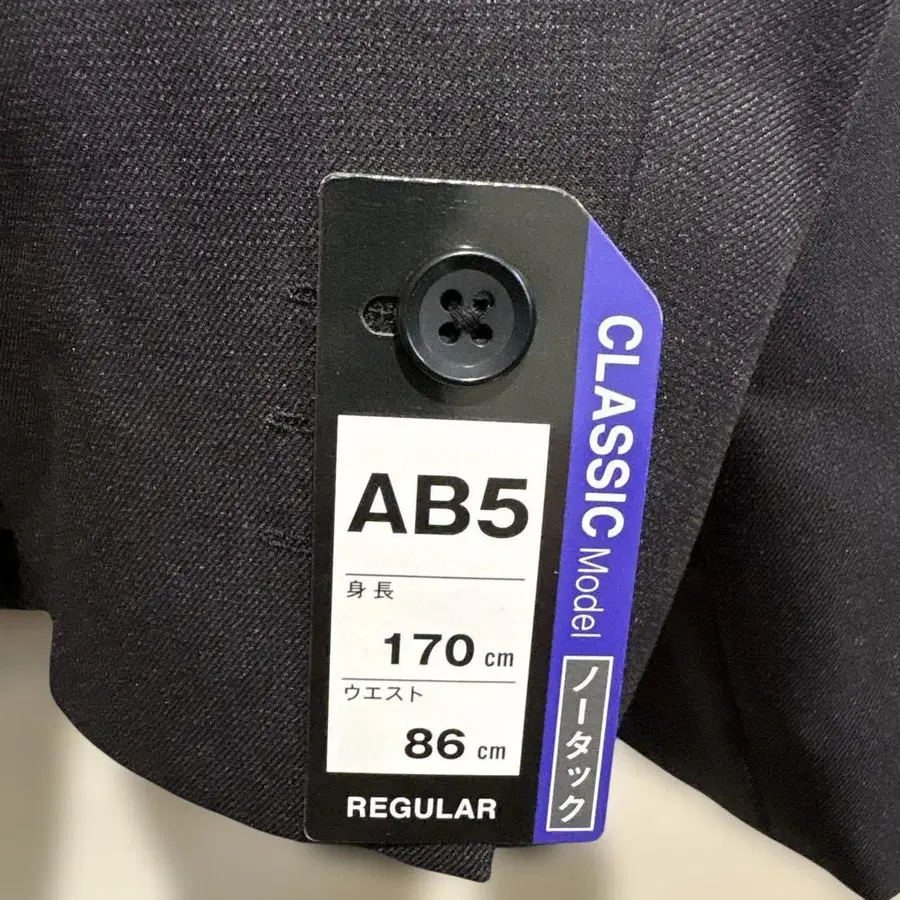 AB5
身長
170 cm
ウエスト
86 cm
REGULAR
CLASSIC Model
ノータック